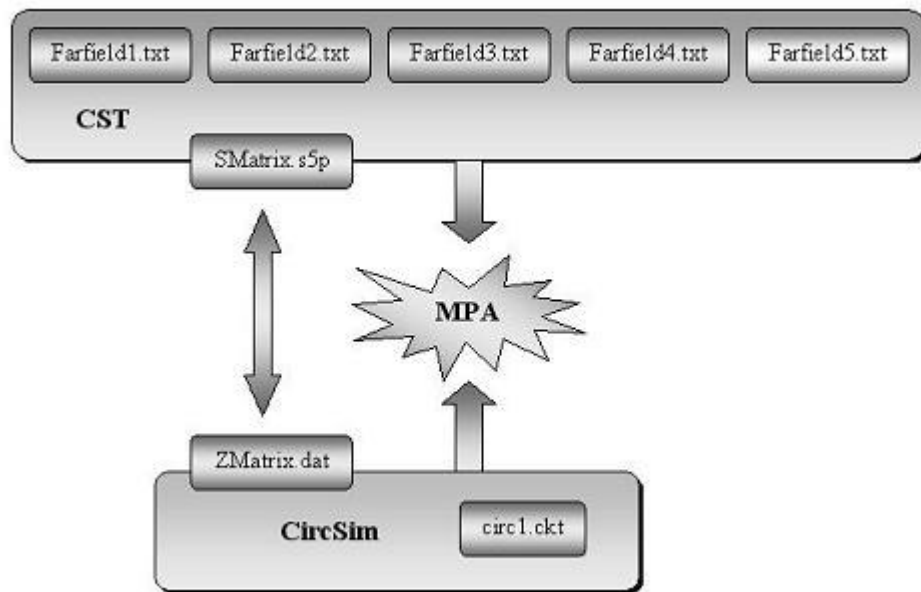 Farfield1.txt
Farfield2.txt
Farfield3.txt
Farfield4.txt
Farfield5.txt
CST
SMatrix.s5p
MPA
ZMatrix.dat
CircSim
circ1.ckt